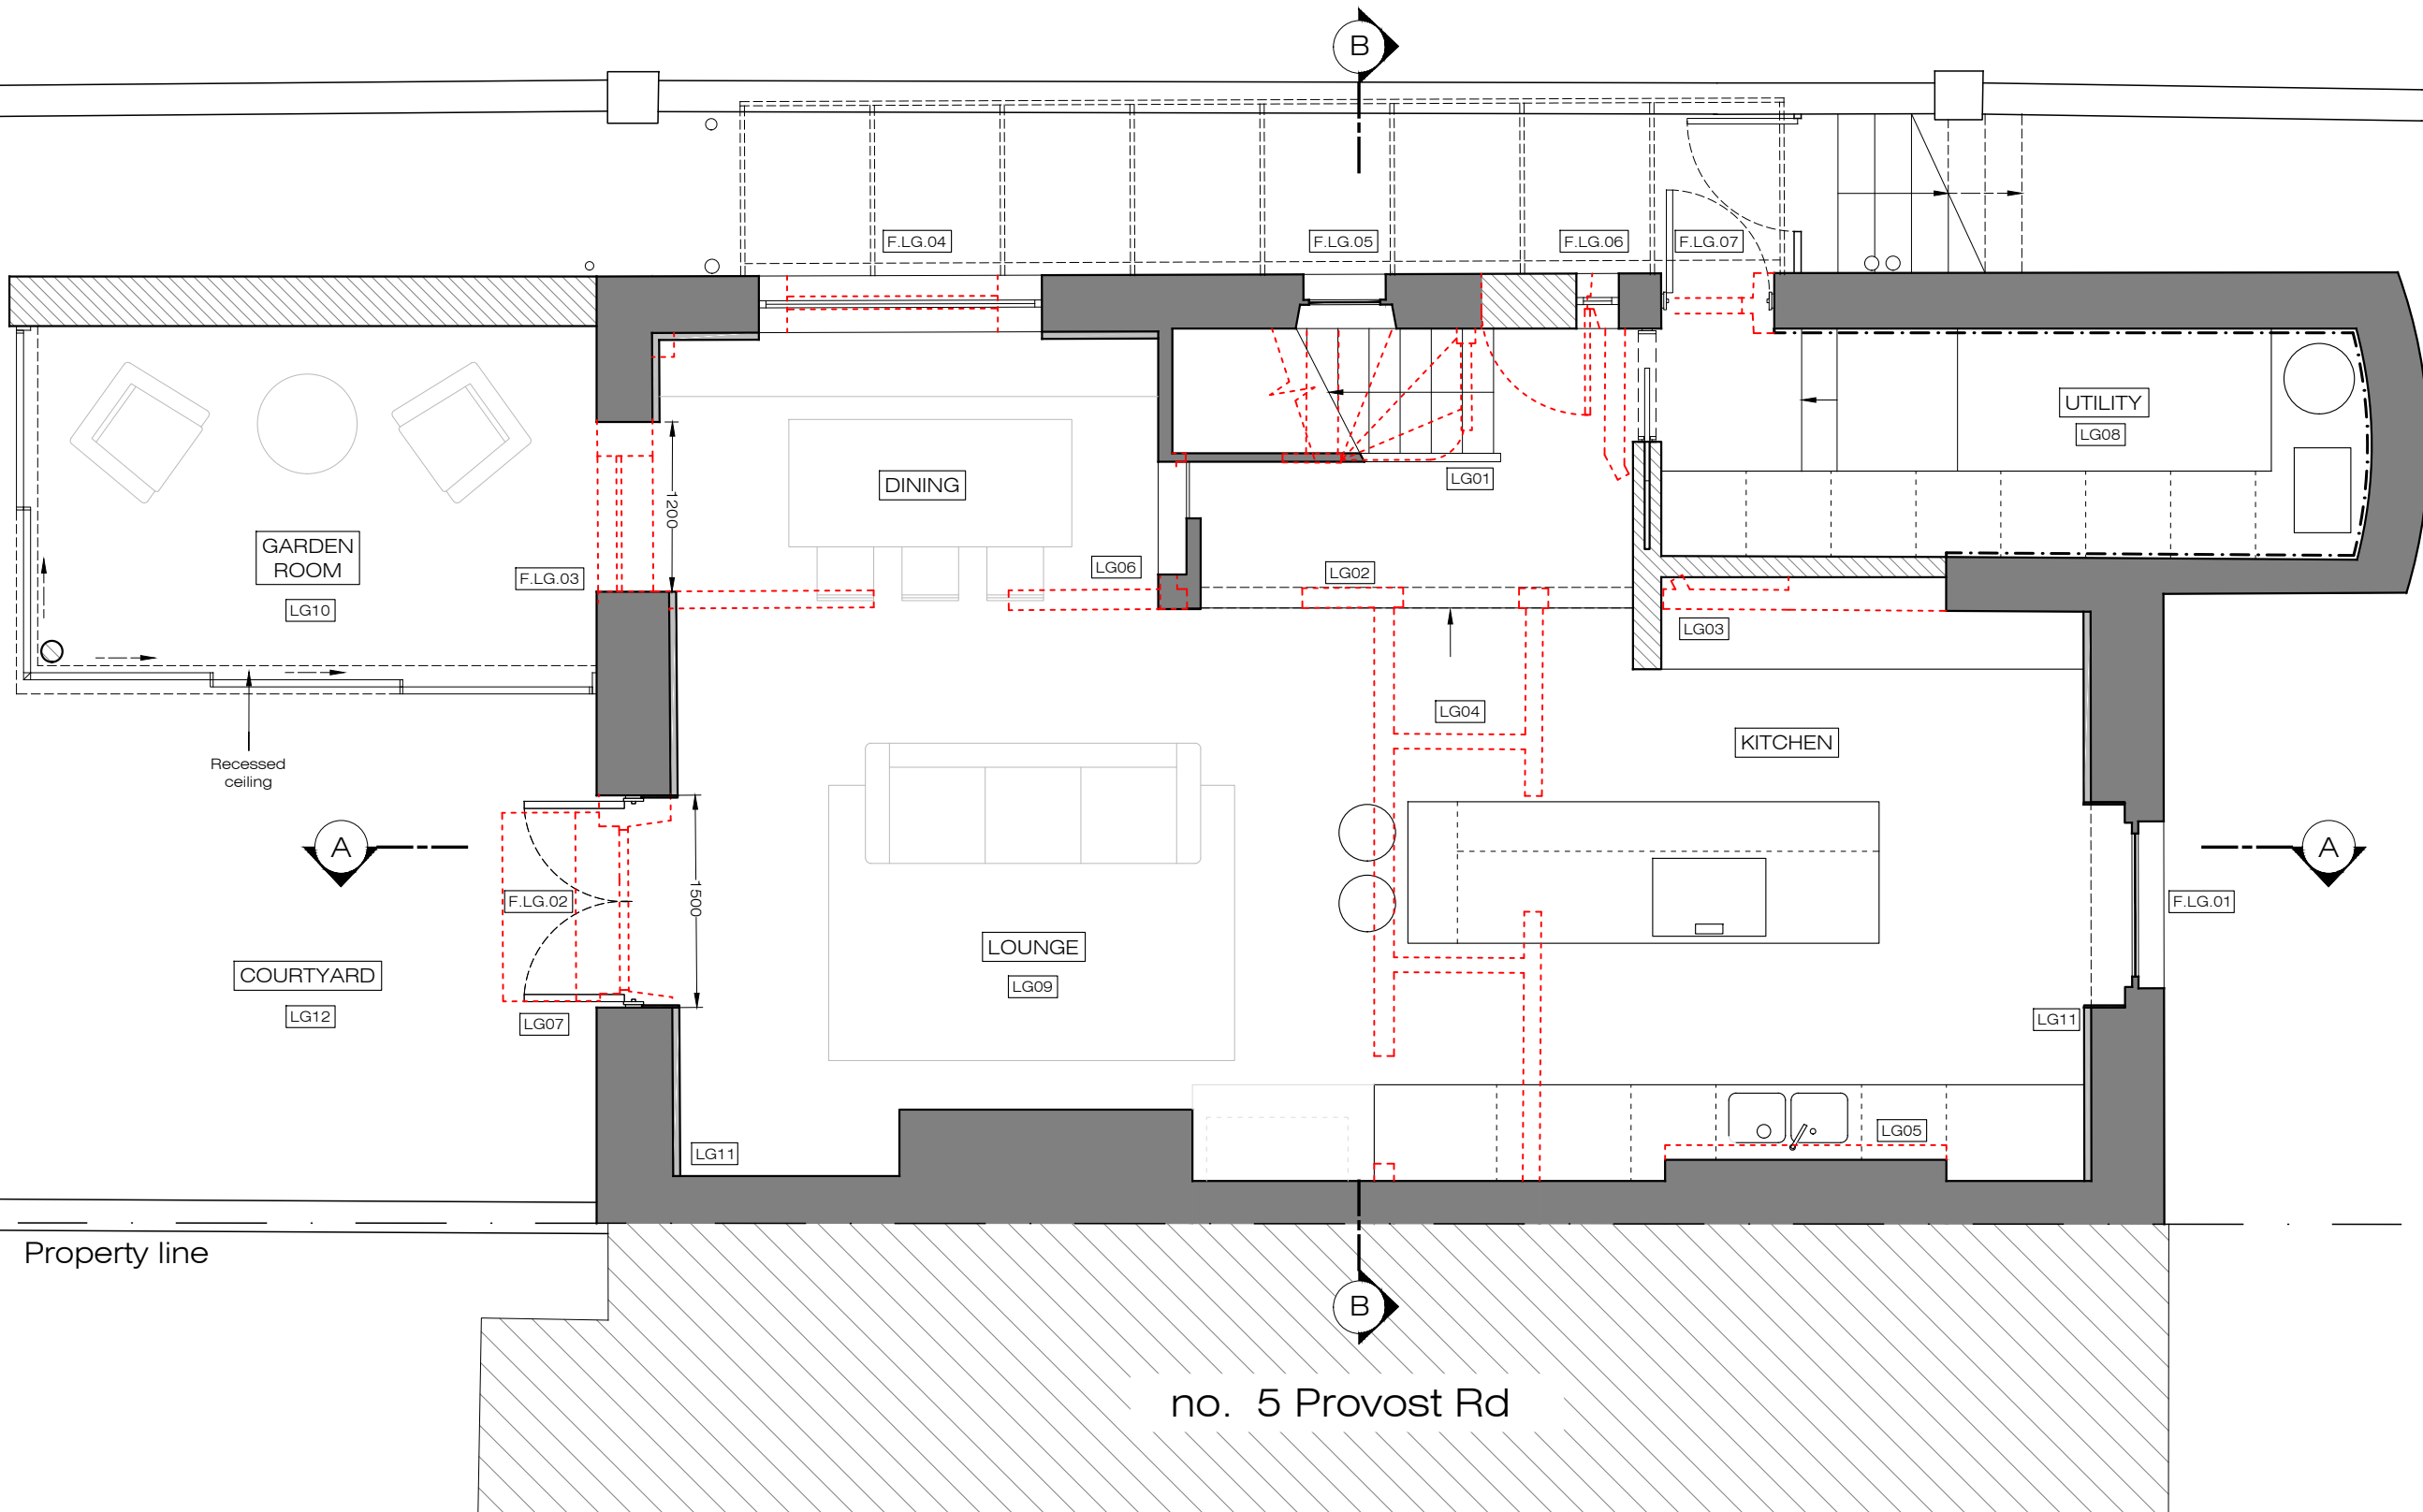 B
F.LG.04
F.LG.05
F.LG.06
F.LG.07
UTILITY
LG08
DINING
LG01
1200
GARDEN
ROOM
LG10
F.LG.03
LG06
LG02
LG03
LG04
KITCHEN
Recessed
ceiling
A
F.LG.02
1500
A
F.LG.01
LOUNGE
LG09
COURTYARD
LG12
LG07
LG11
LG05
LG11
Property line
B
no. 5 Provost Rd